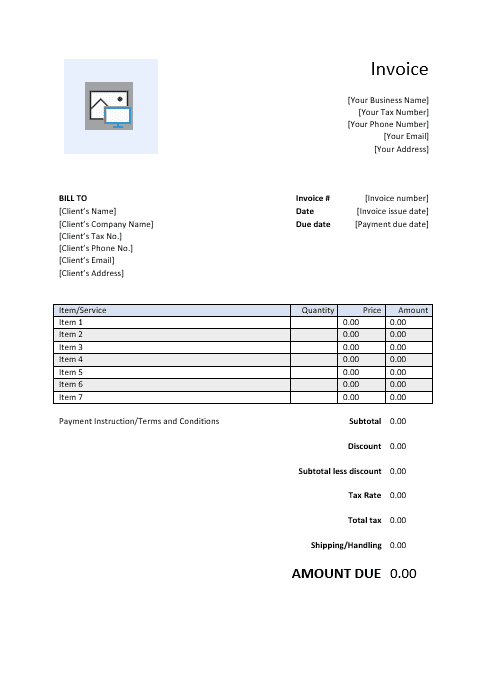 Invoice
[Your Business Name]
[Your Tax Number]
[Your Phone Number]
[Your Email]
[Your Address]
BILL TO
[Client's Name]
[Client's Company Name]
[Client's Tax No.]
[Client's Phone No.]
[Client's Email]
[Client's Address]
Invoice # [Invoice number]
Date [Invoice issue date]
Due date [Payment due date]
Item/Service Quantity Price Amount
Item 1 0.00 0.00
Item 2 0.00 0.00
Item 3 0.00 0.00
Item 4 0.00 0.00
Item 5 0.00 0.00
Item 6 0.00 0.00
Item 7 0.00 0.00
Payment Instruction/Terms and Conditions
Subtotal 0.00
Discount 0.00
Subtotal less discount 0.00
Tax Rate 0.00
Total tax 0.00
Shipping/Handling 0.00
AMOUNT DUE 0.00